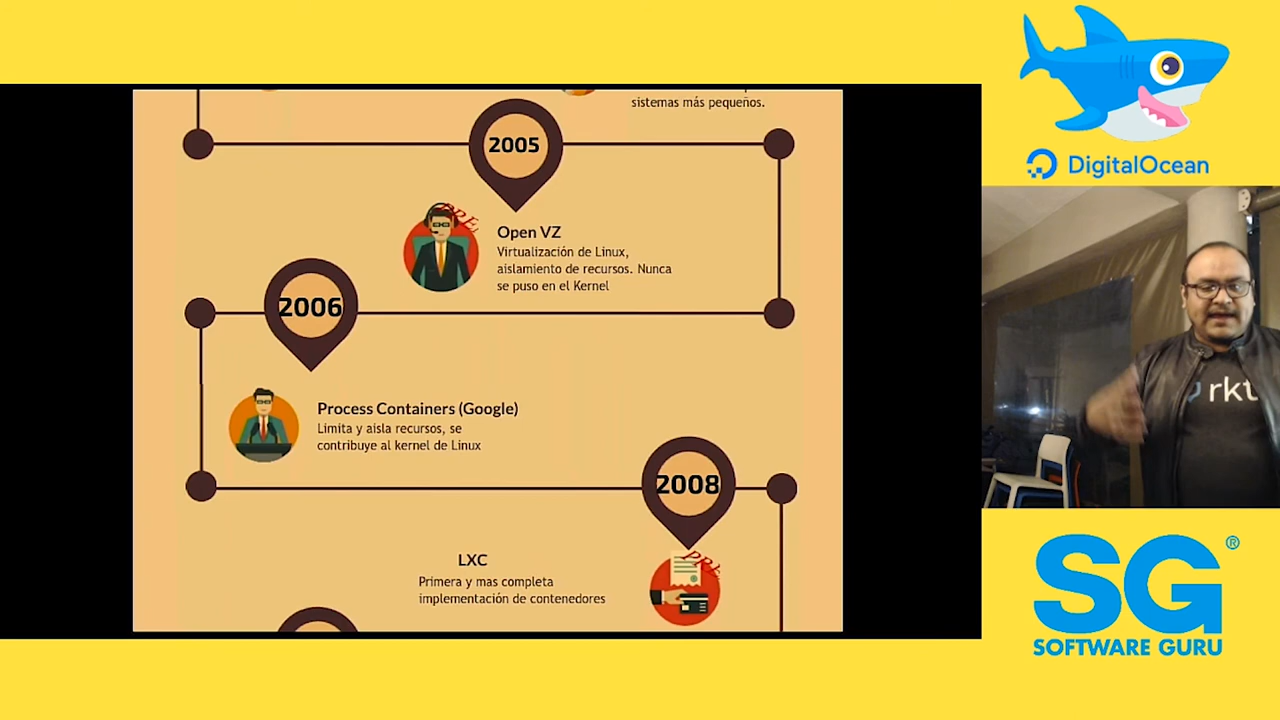 sistemas más pequeños.
2005
PRE
Open VZ
Virtualización de Linux,
aislamiento de recursos. Nunca
se puso en el Kernel
2006
Process Containers (Google)
Limita y aisla recursos, se
contribuye al kernel de Linux
2008
PRE
LXC
Primera y mas completa
implementación de contenedores
DigitalOcean
rkt
SG®
SOFTWARE GURU